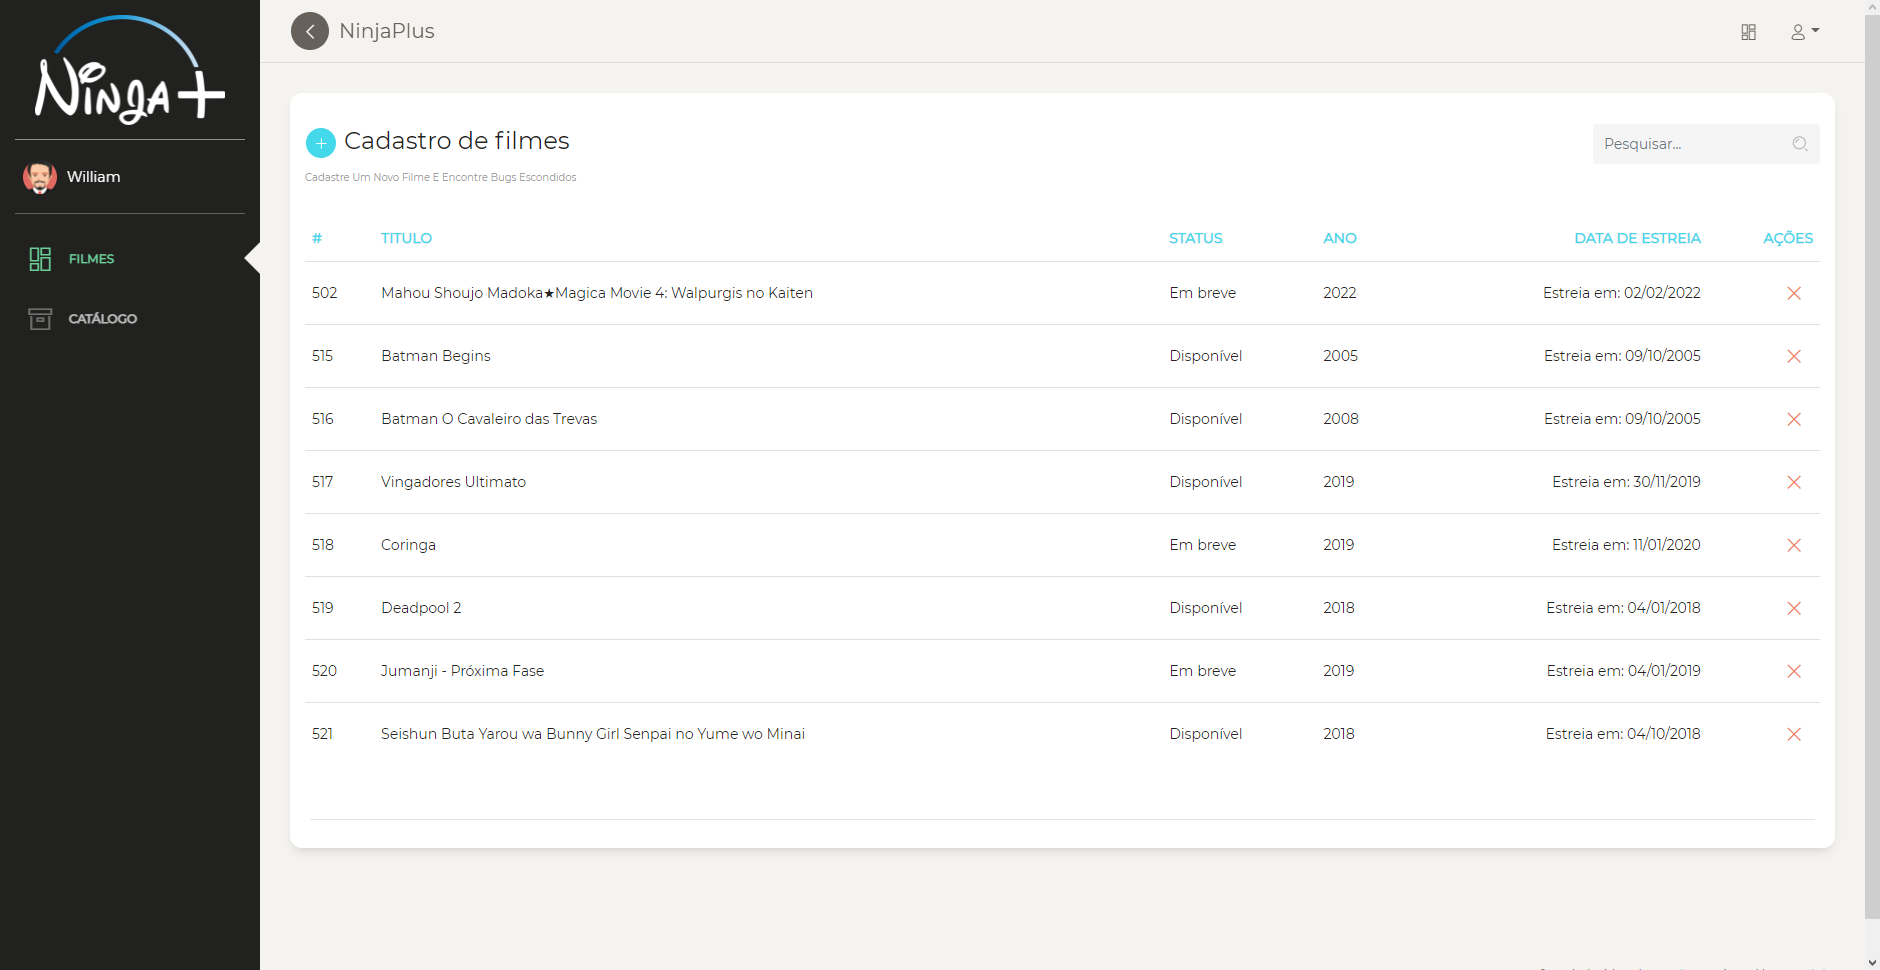 Ninja+
NinjaPlus
William
FILMES
CATÁLOGO
Cadastro de filmes
Pesquisar...
Cadastre Um Novo Filme E Encontre Bugs Escondidos
# TITULO STATUS ANO DATA DE ESTREIA AÇÕES
502 Mahou Shoujo Madoka★Magica Movie 4: Walpurgis no Kaiten Em breve 2022 Estreia em: 02/02/2022
515 Batman Begins Disponível 2005 Estreia em: 09/10/2005
516 Batman O Cavaleiro das Trevas Disponível 2008 Estreia em: 09/10/2005
517 Vingadores Ultimato Disponível 2019 Estreia em: 30/11/2019
518 Coringa Em breve 2019 Estreia em: 11/01/2020
519 Deadpool 2 Disponível 2018 Estreia em: 04/01/2018
520 Jumanji - Próxima Fase Em breve 2019 Estreia em: 04/01/2019
521 Seishun Buta Yarou wa Bunny Girl Senpai no Yume wo Minai Disponível 2018 Estreia em: 04/10/2018